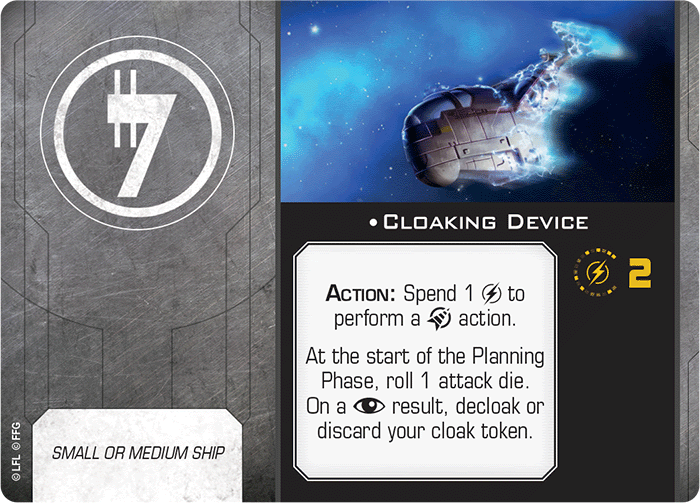 • Cloaking Device
2
Action: Spend 1 to
perform a action.
At the start of the Planning
Phase, roll 1 attack die.
On a result, decloak or
discard your cloak token.
SMALL OR MEDIUM SHIP
© LFL © FFG